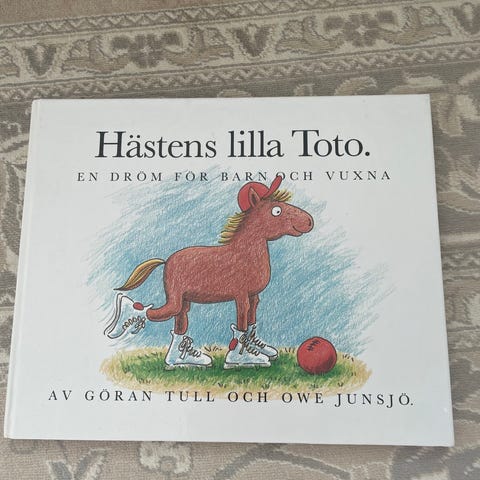 Hästens lilla Toto.
EN DRÖM FÖR BARN OCH VUXNA
AV GÖRAN TULL OCH OWE JUNSJÖ.